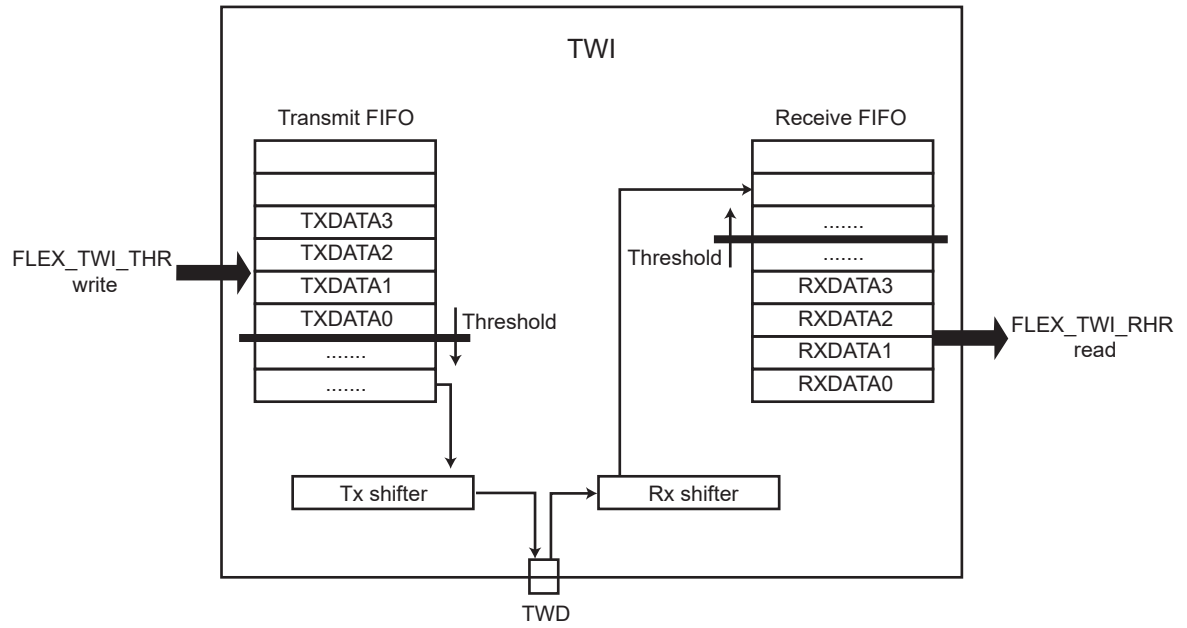 TWI
Transmit FIFO
TXDATA3
TXDATA2
TXDATA1
TXDATA0
.......
.......
FLEX_TWI_THR
write
Threshold
Receive FIFO
.......
.......
RXDATA3
RXDATA2
RXDATA1
RXDATA0
Threshold
FLEX_TWI_RHR
read
Tx shifter
Rx shifter
TWD